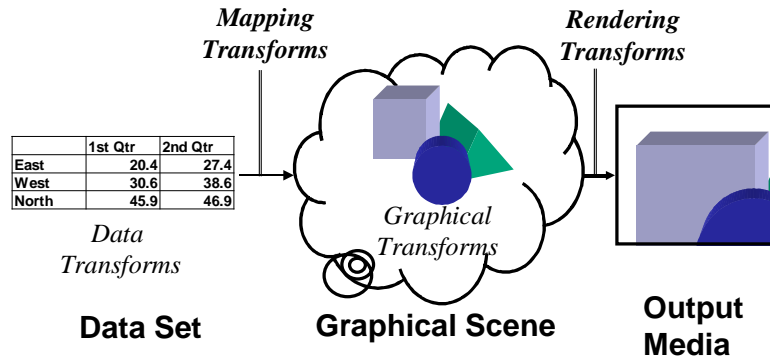 Mapping
Transforms
Rendering
Transforms
1st Qtr 2nd Qtr
East 20.4 27.4
West 30.6 38.6
North 45.9 46.9
Data
Transforms
Graphical
Transforms
Data Set
Graphical Scene
Output
Media